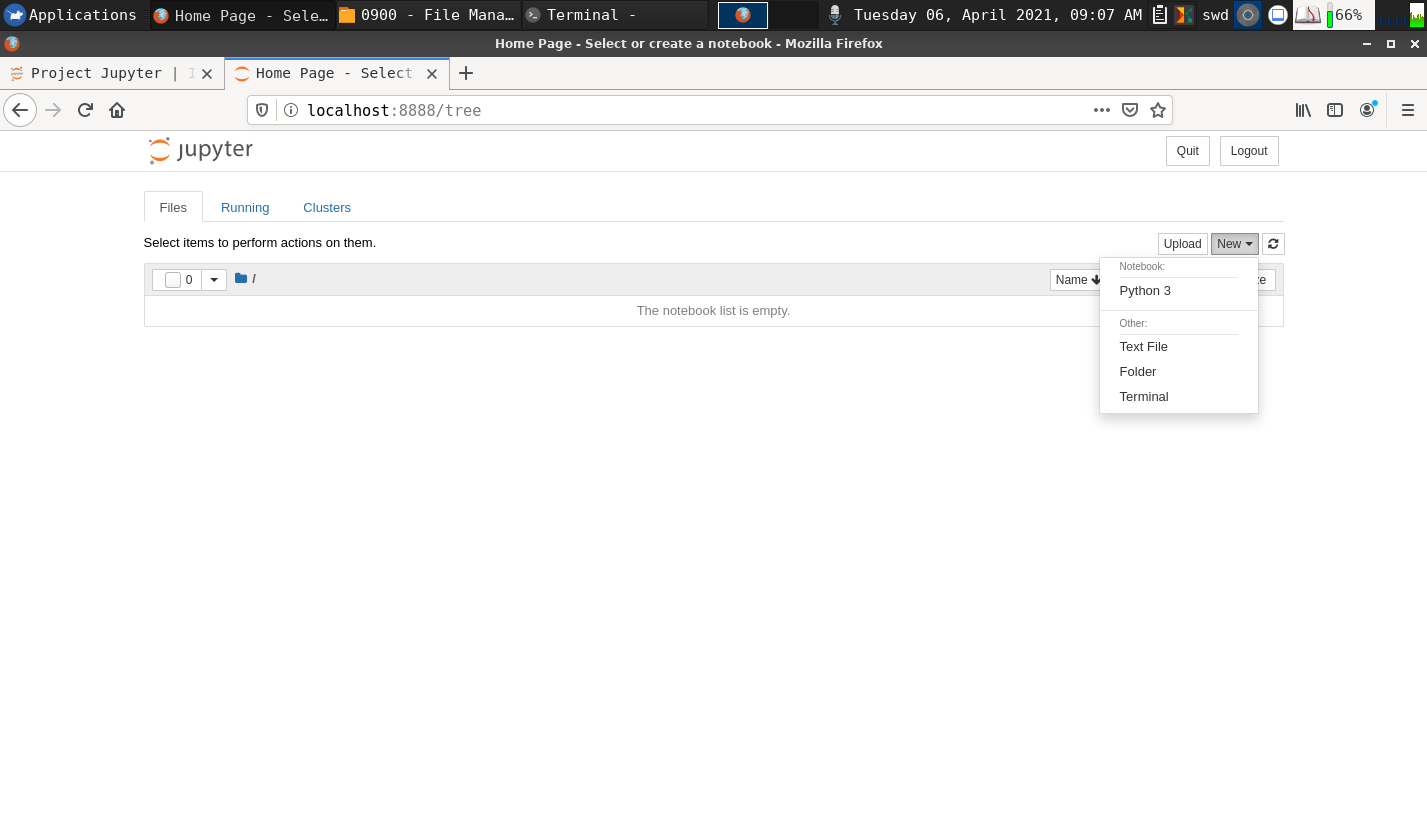 Applications
Home Page - Sele…
0900 - File Mana…
Terminal -
Tuesday 06, April 2021, 09:07 AM
swd
66%
Home Page - Select or create a notebook - Mozilla Firefox
Project Jupyter |
Home Page - Select
localhost:8888/tree
jupyter
Quit
Logout
Files
Running
Clusters
Select items to perform actions on them.
Upload
New
0
/
Name
Notebook:
The notebook list is empty.
Python 3
Other:
Text File
Folder
Terminal